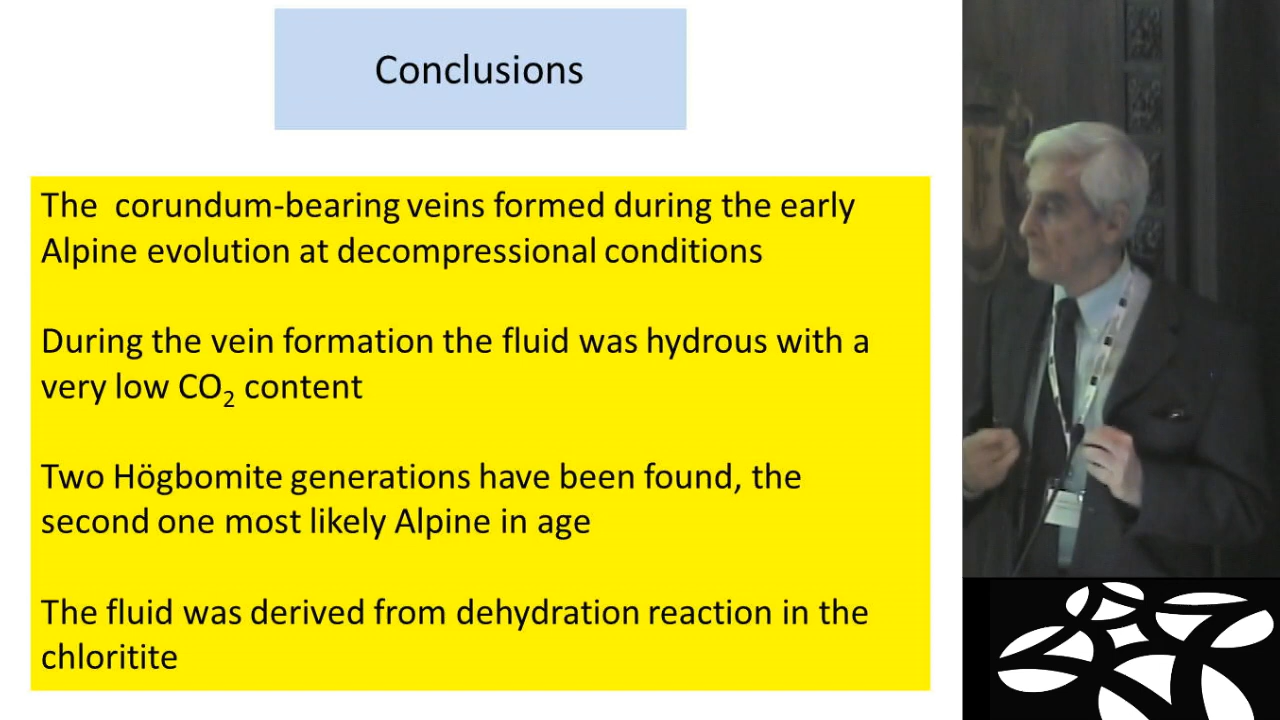 Conclusions
The corundum-bearing veins formed during the early
Alpine evolution at decompressional conditions
During the vein formation the fluid was hydrous with a
very low CO₂ content
Two Högbomite generations have been found, the
second one most likely Alpine in age
The fluid was derived from dehydration reaction in the
chloritite